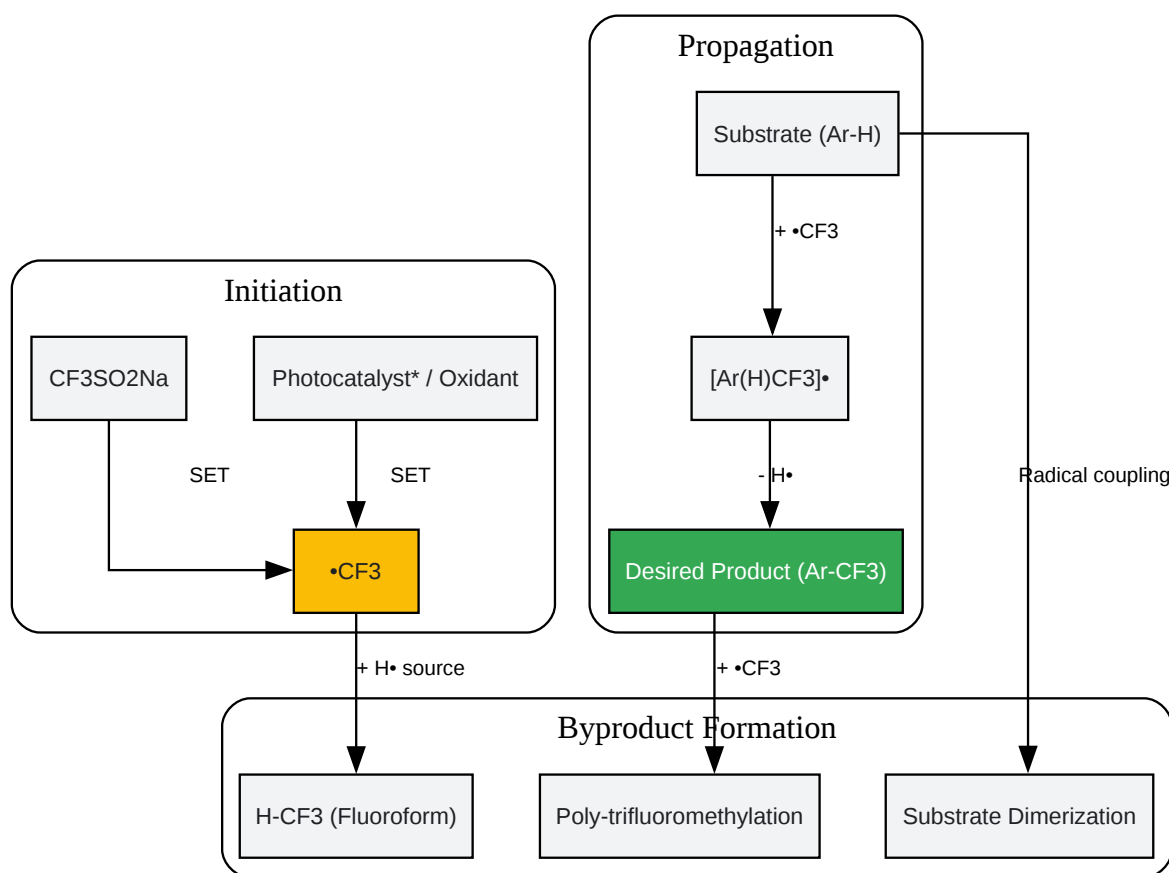 Propagation
Substrate (Ar-H)
+ •CF3
Initiation
CF3SO2Na
Photocatalyst* / Oxidant
[Ar(H)CF3]•
SET
SET
- H•
Radical coupling
•CF3
Desired Product (Ar-CF3)
+ H• source
+ •CF3
Byproduct Formation
H-CF3 (Fluoroform)
Poly-trifluoromethylation
Substrate Dimerization